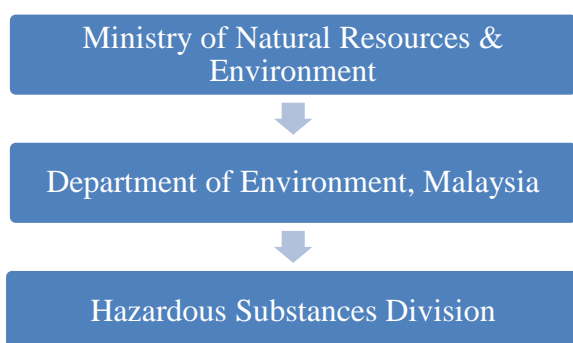 Ministry of Natural Resources &
Environment
Department of Environment, Malaysia
Hazardous Substances Division